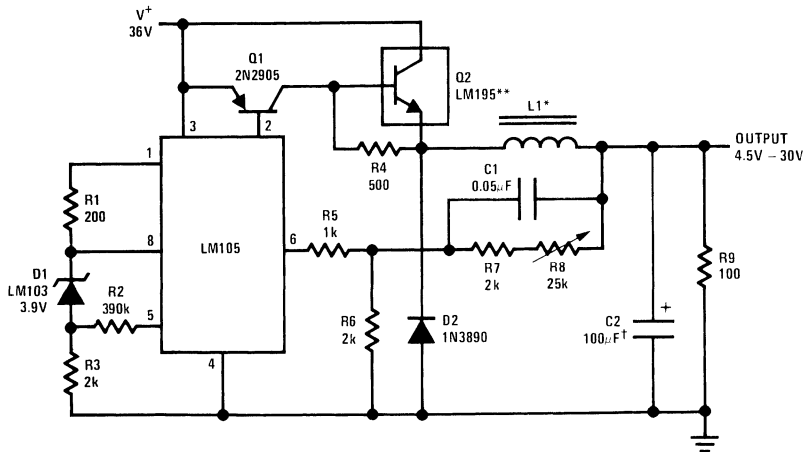 V+
36V
Q1
2N2905
Q2
LM195**
L1*
OUTPUT
4.5V – 30V
3
2
1
R4
500
C1
0.05μF
R1
200
8
LM105
6
R5
1k
R7
2k
R8
25k
R9
100
D1
LM103
3.9V
R2
390k
5
R6
2k
D2
1N3890
+
C2
100μF†
R3
2k
4